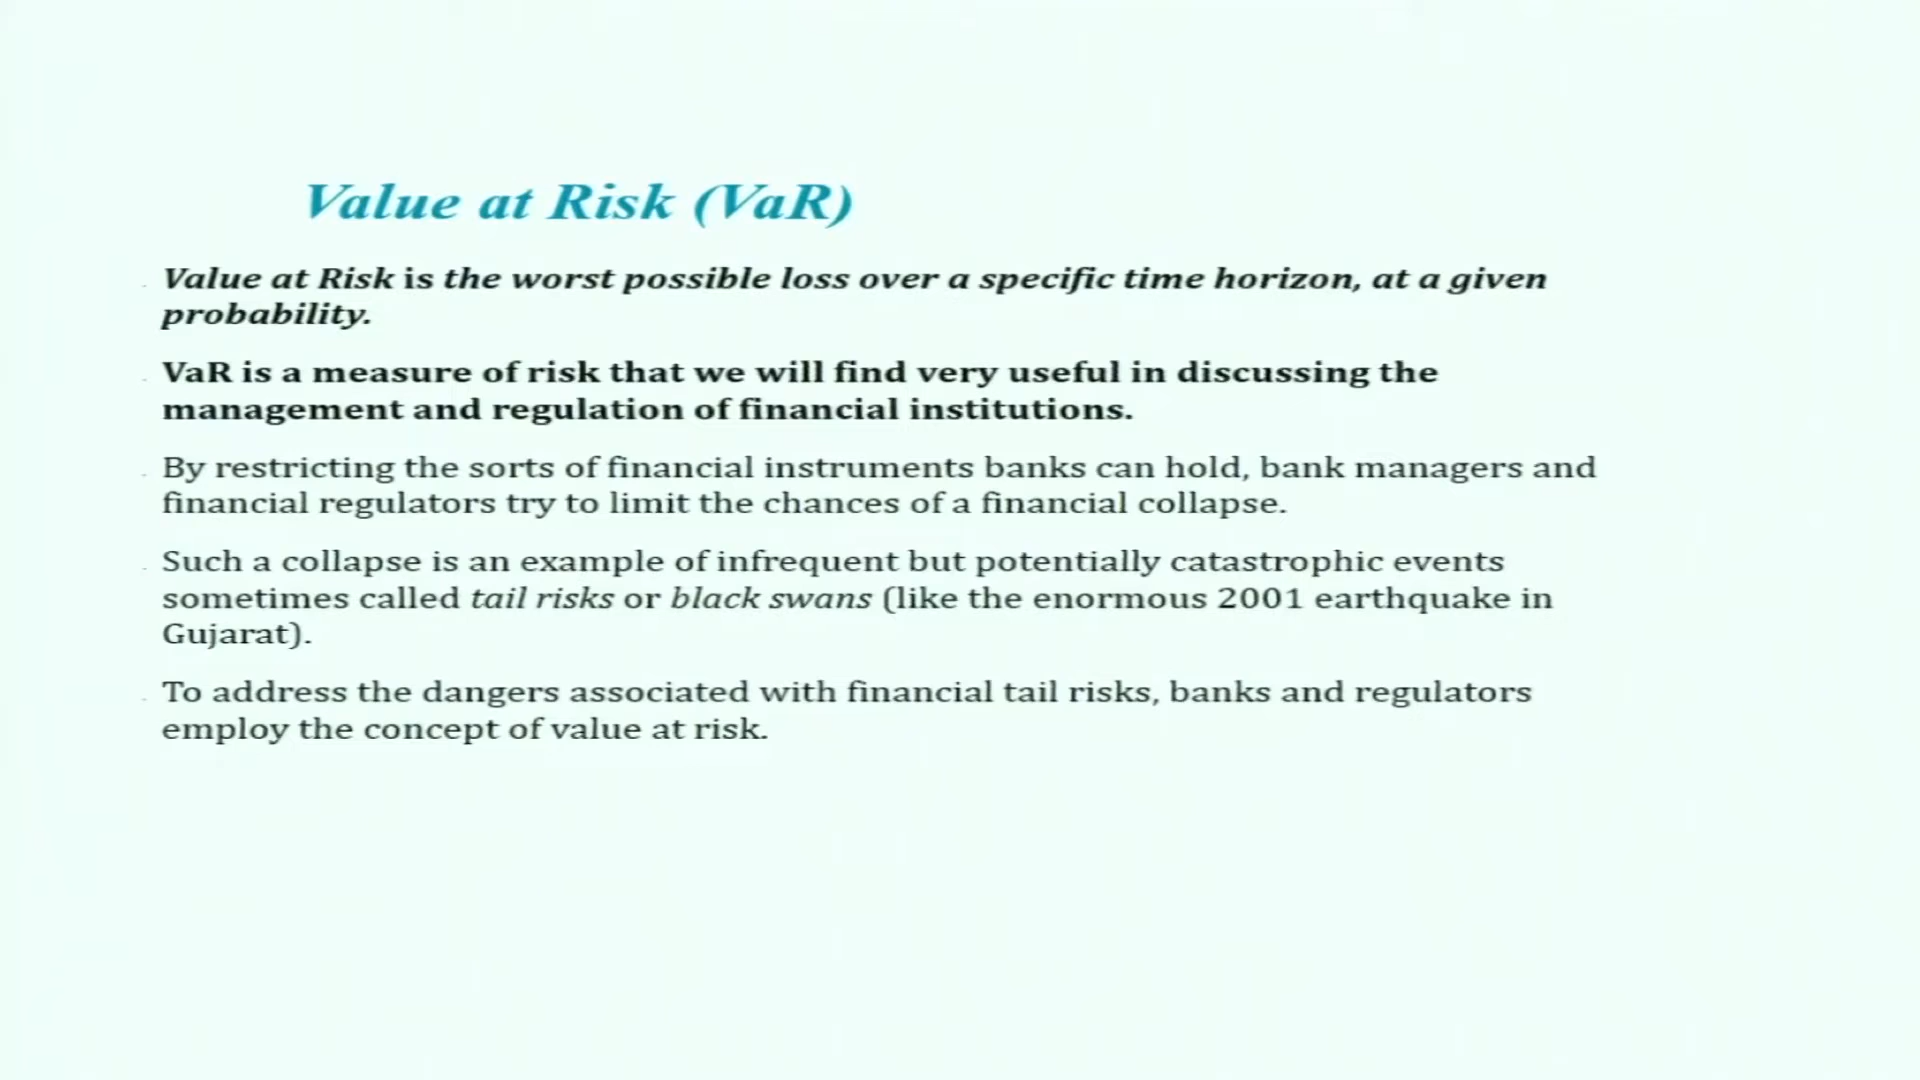 Value at Risk (VaR)
Value at Risk is the worst possible loss over a specific time horizon, at a given
probability.
VaR is a measure of risk that we will find very useful in discussing the
management and regulation of financial institutions.
By restricting the sorts of financial instruments banks can hold, bank managers and
financial regulators try to limit the chances of a financial collapse.
Such a collapse is an example of infrequent but potentially catastrophic events
sometimes called tail risks or black swans (like the enormous 2001 earthquake in
Gujarat).
To address the dangers associated with financial tail risks, banks and regulators
employ the concept of value at risk.